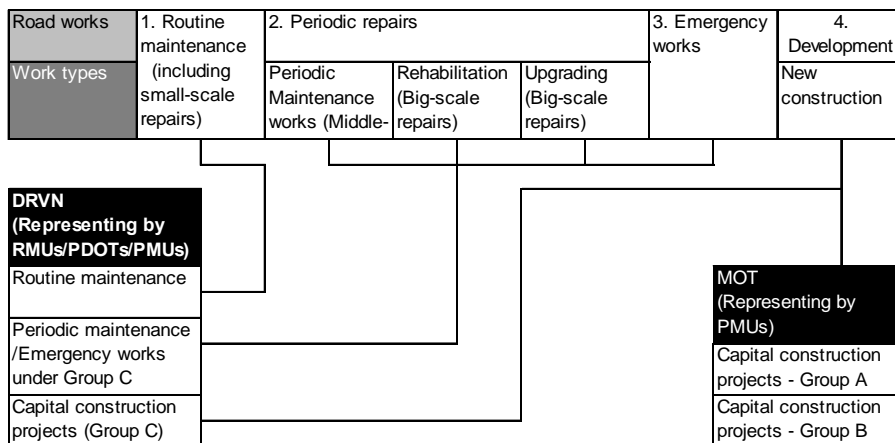 Road works
1. Routine
maintenance
(including
small-scale
repairs)
2. Periodic repairs
3. Emergency
works
4.
Development
Work types
Periodic
Maintenance
works (Middle-
Rehabilitation
(Big-scale
repairs)
Upgrading
(Big-scale
repairs)
New
construction
DRVN
(Representing by
RMUs/PDOTs/PMUs)
Routine maintenance
Periodic maintenance
/Emergency works
under Group C
Capital construction
projects (Group C)
MOT
(Representing by
PMUs)
Capital construction
projects - Group A
Capital construction
projects - Group B